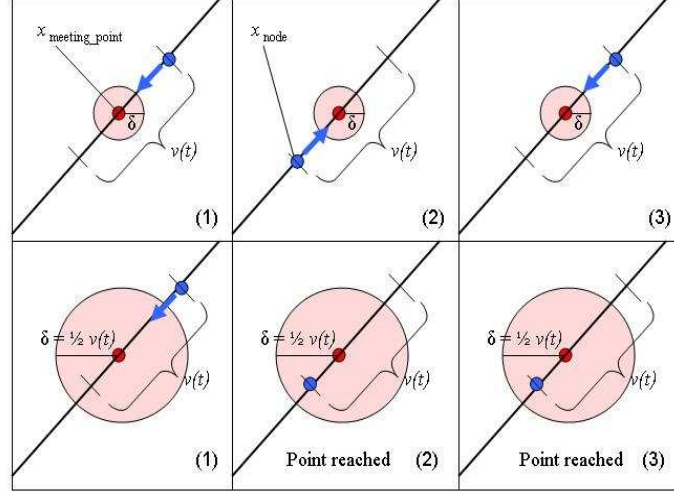 x meeting_point
δ
v(t)
(1)
x node
δ
v(t)
(2)
δ
v(t)
(3)
δ = ½ v(t)
v(t)
(1)
δ = ½ v(t)
v(t)
Point reached (2)
δ = ½ v(t)
v(t)
Point reached (3)